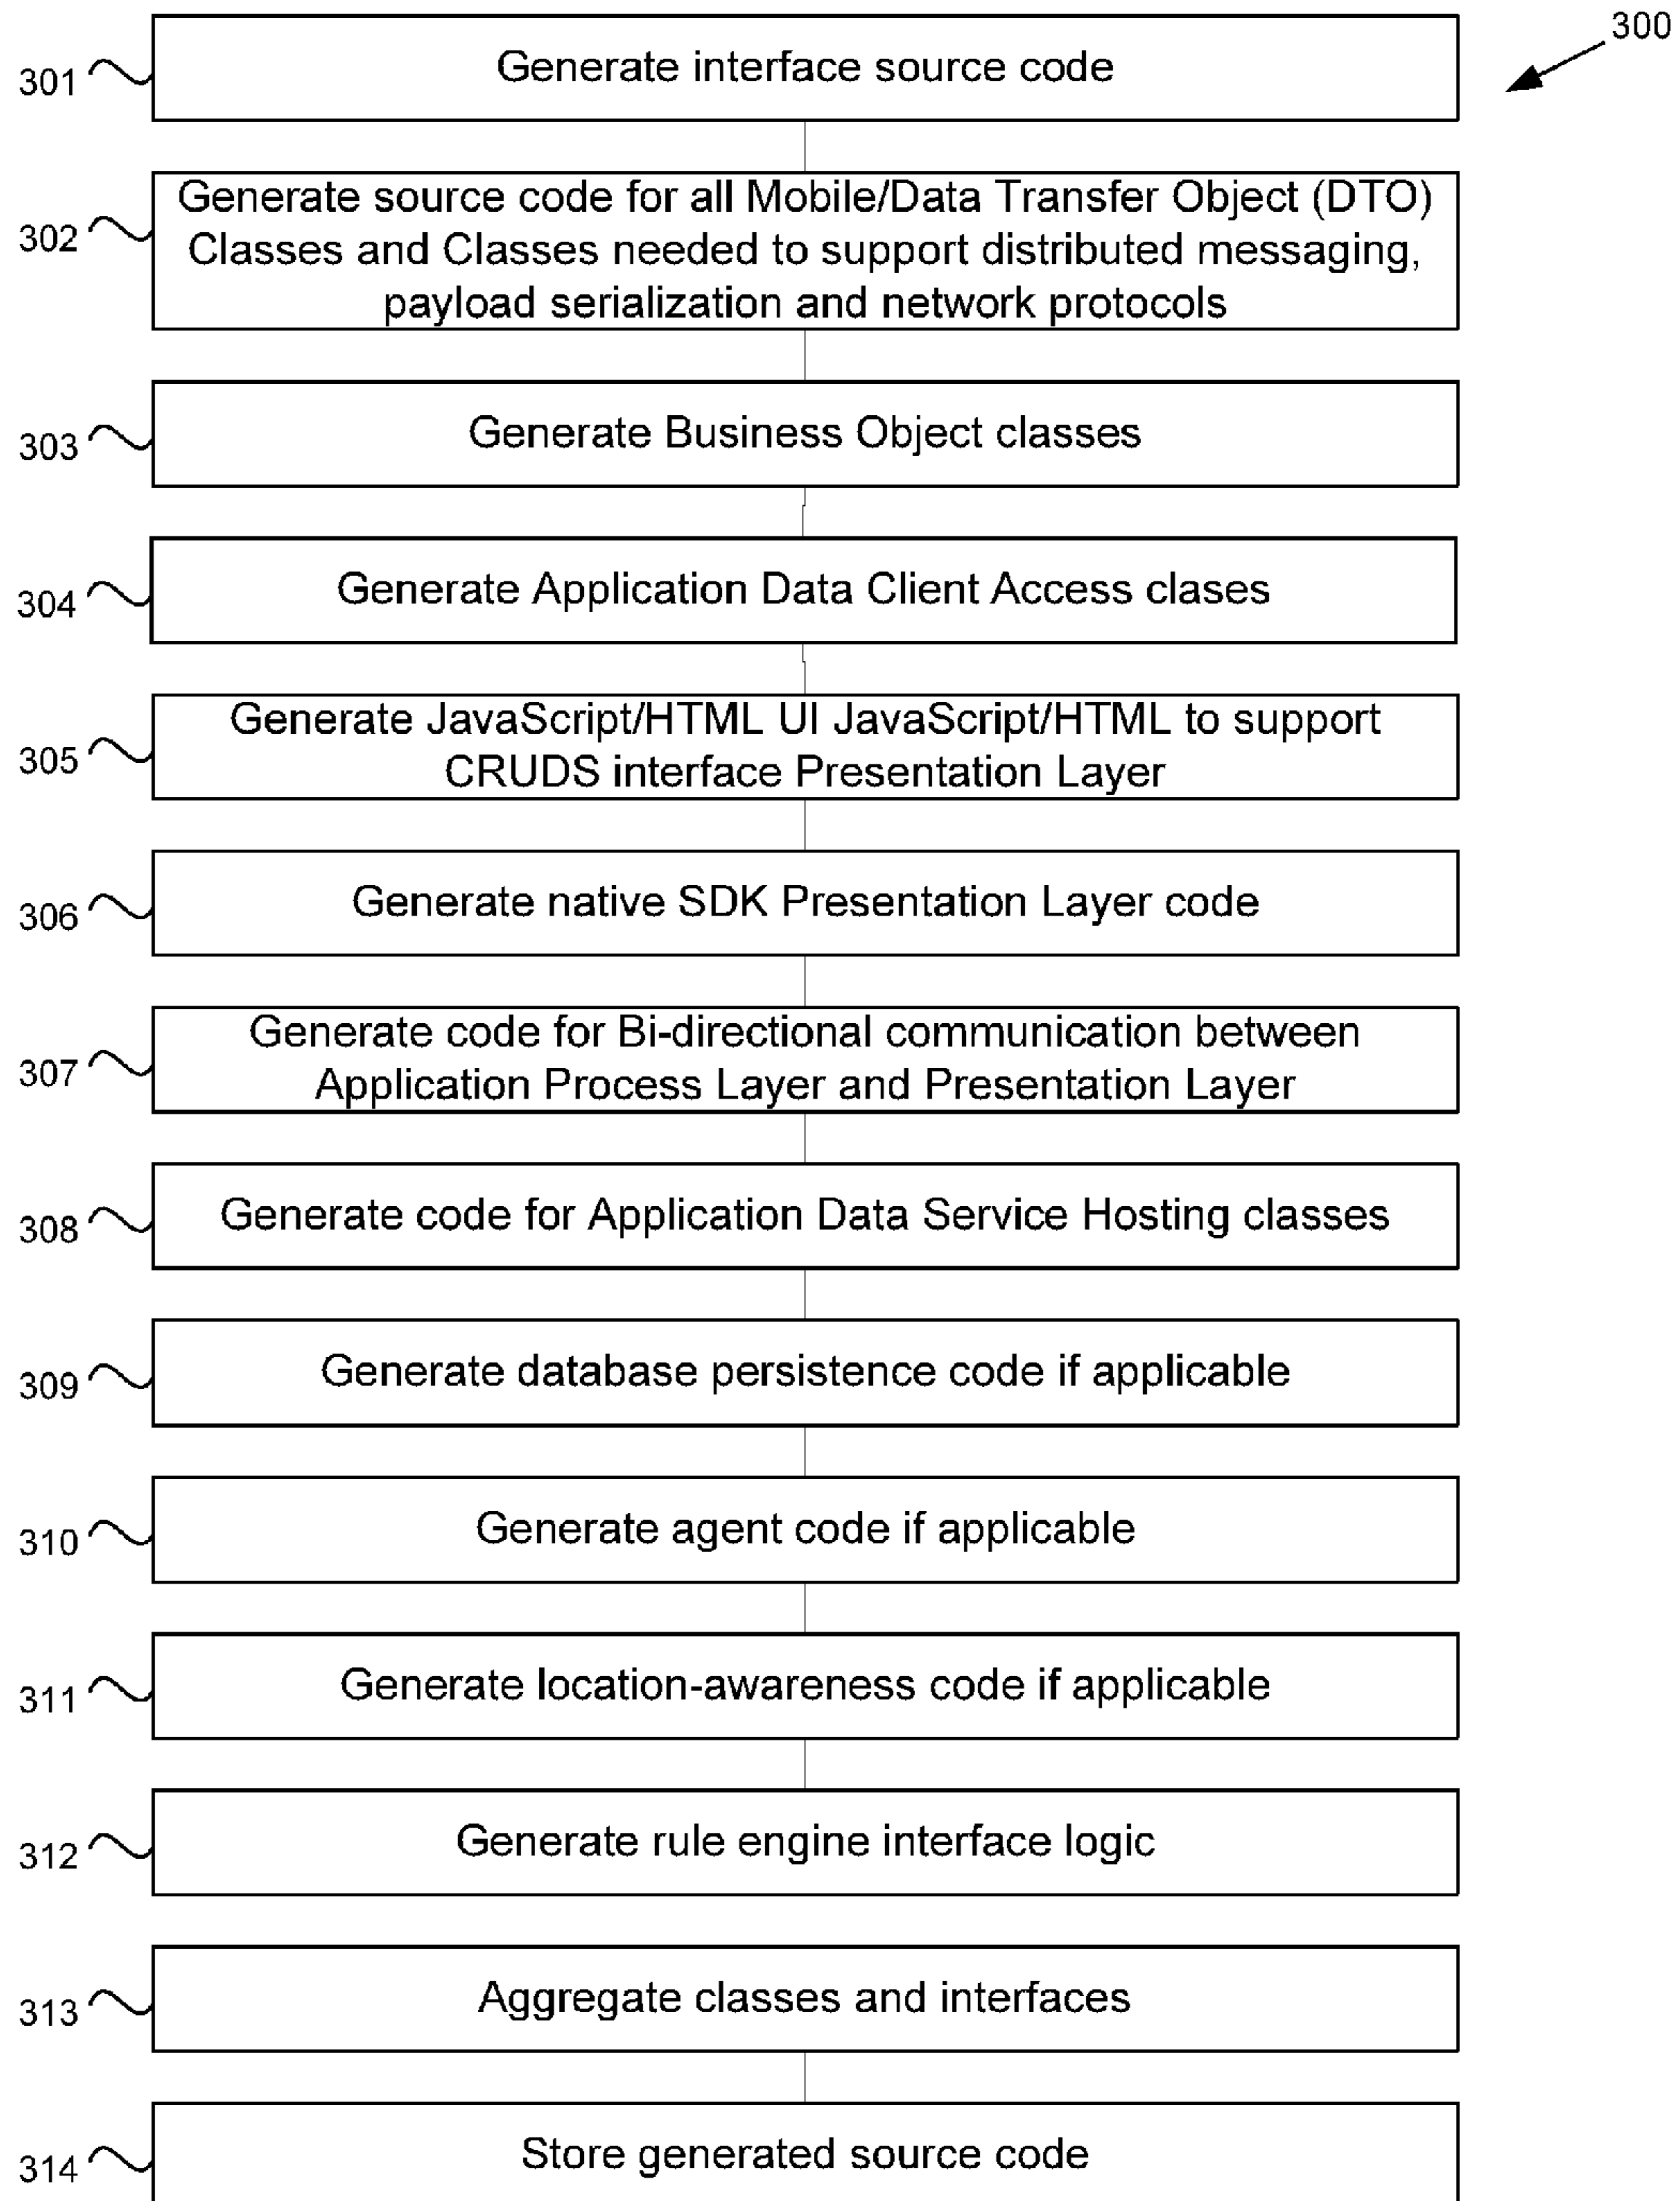 300
301
Generate interface source code
302
Generate source code for all Mobile/Data Transfer Object (DTO)
Classes and Classes needed to support distributed messaging,
payload serialization and network protocols
303
Generate Business Object classes
304
Generate Application Data Client Access clases
305
Generate JavaScript/HTML UI JavaScript/HTML to support
CRUDS interface Presentation Layer
306
Generate native SDK Presentation Layer code
307
Generate code for Bi-directional communication between
Application Process Layer and Presentation Layer
308
Generate code for Application Data Service Hosting classes
309
Generate database persistence code if applicable
310
Generate agent code if applicable
311
Generate location-awareness code if applicable
312
Generate rule engine interface logic
313
Aggregate classes and interfaces
314
Store generated source code